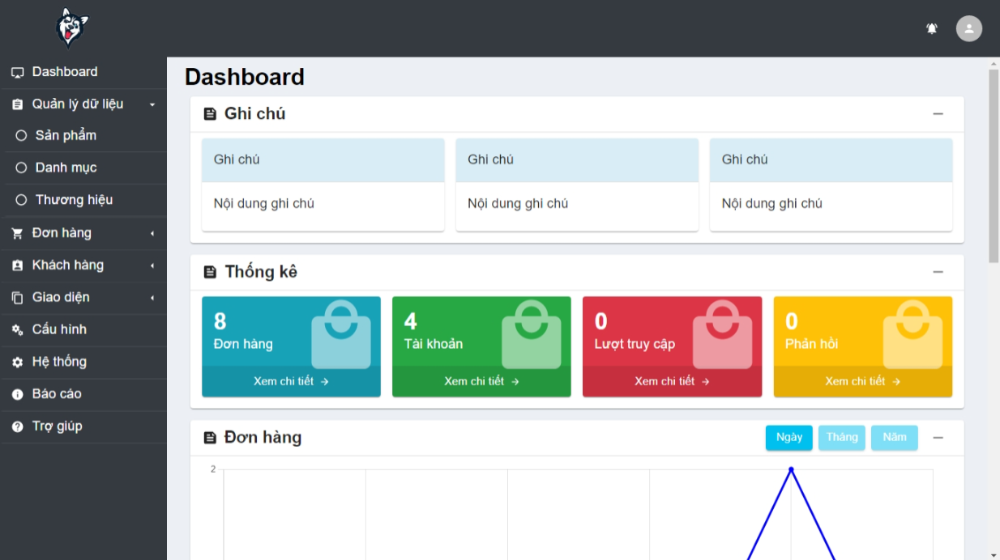 Dashboard
Quản lý dữ liệu
Sản phẩm
Danh mục
Thương hiệu
Đơn hàng
Khách hàng
Giao diện
Cấu hình
Hệ thống
Báo cáo
Trợ giúp
Dashboard
Ghi chú
Ghi chú
Nội dung ghi chú
Ghi chú
Nội dung ghi chú
Ghi chú
Nội dung ghi chú
Thống kê
8
Đơn hàng
Xem chi tiết
4
Tài khoản
Xem chi tiết
0
Lượt truy cập
Xem chi tiết
0
Phản hồi
Xem chi tiết
Đơn hàng
Ngày
Tháng
Năm
2